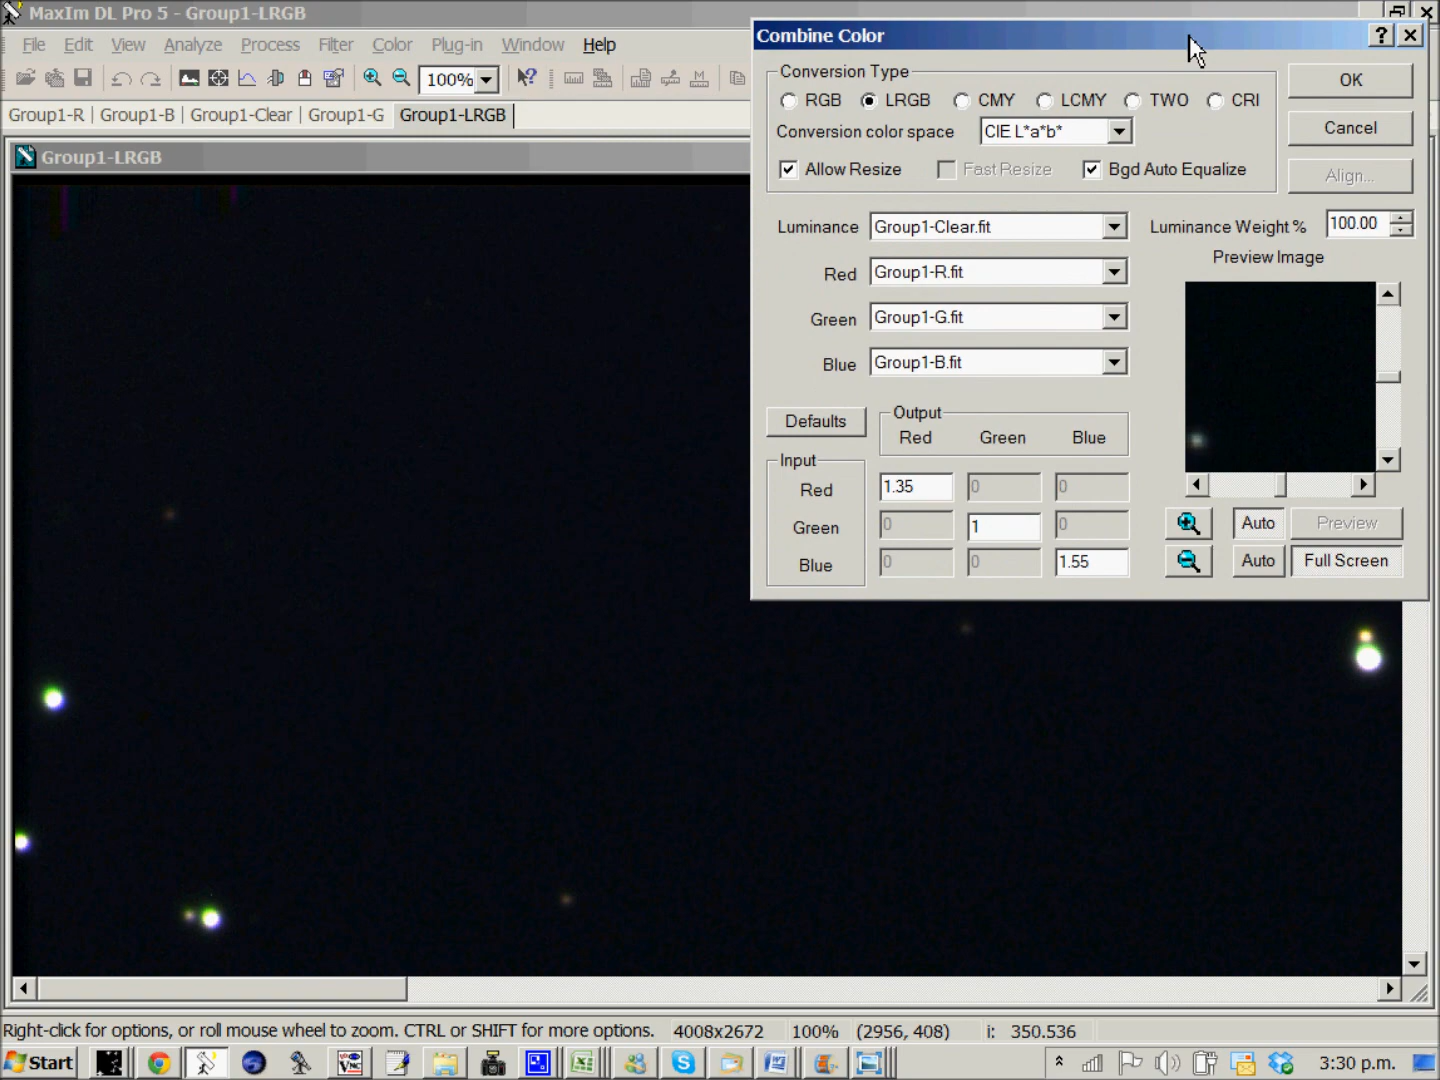 MaxIm DL Pro 5 - Group1-LRGB
File Edit View Analyze Process Filter Color Plug-in Window Help
100%
Group1-R | Group1-B | Group1-Clear | Group1-G | Group1-LRGB
Group1-LRGB
Combine Color
Conversion Type
RGB LRGB CMY LCMY TWO CRI
Conversion color space CIE L*a*b*
Allow Resize Fast Resize Bgd Auto Equalize
OK
Cancel
Align...
Luminance Group1-Clear.fit
Luminance Weight % 100.00
Preview Image
Red Group1-R.fit
Green Group1-G.fit
Blue Group1-B.fit
Defaults
Output
Red Green Blue
Input
Red 1.35 0 0
Green 0 1 0
Blue 0 0 1.55
Auto Preview
Auto Full Screen
Right-click for options, or roll mouse wheel to zoom. CTRL or SHIFT for more options. 4008x2672 100% (2956, 408) i: 350.536
Start
3:30 p.m.